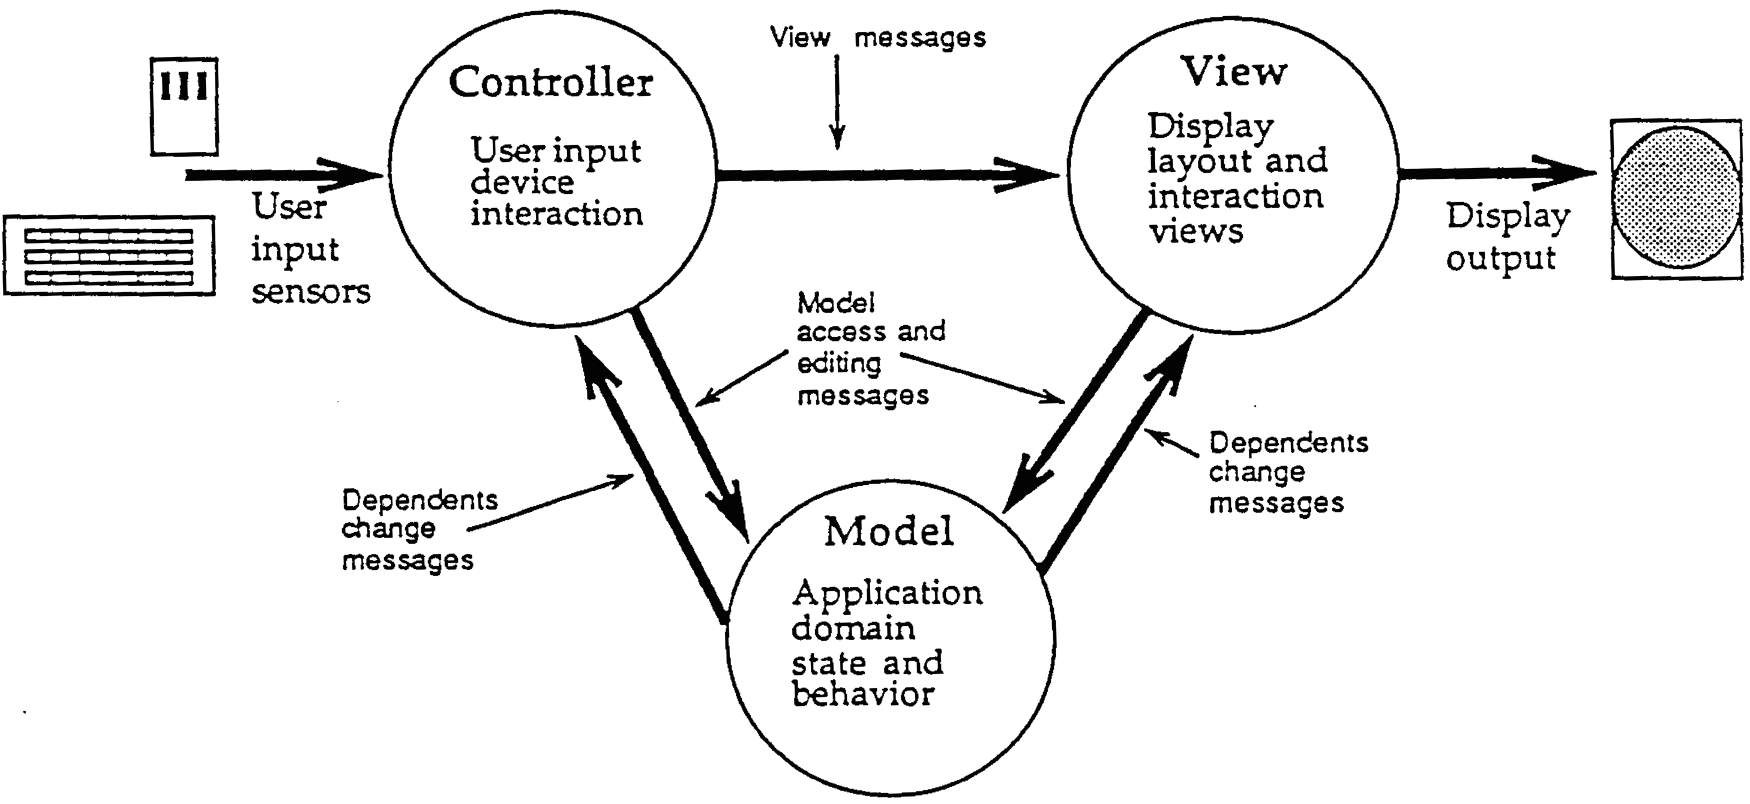 View messages
Controller
User input
device
interaction
View
Display
layout and
interaction
views
User
input
sensors
Display
output
Model
access and
editing
messages
Dependents
change
messages
Dependents
change
messages
Model
Application
domain
state and
behavior